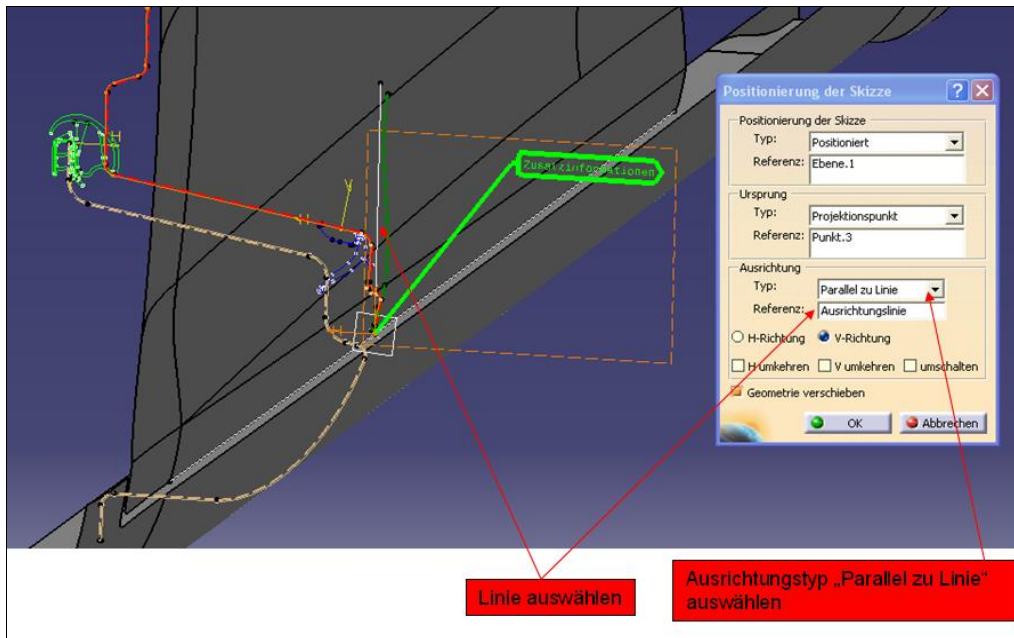 Positionierung der Skizze
Positionierung der Skizze
Typ: Positioniert
Referenz: Ebene.1
Ursprung
Typ: Projektionspunkt
Referenz: Punkt.3
Ausrichtung
Typ: Parallel zu Linie
Referenz: Ausrichtungslinie
H-Richtung V-Richtung
H umkehren V umkehren umschalten
Geometrie verschieben
OK Abbrechen
Zusatzinformationen
H
V
H
H
Linie auswählen
Ausrichtungstyp „Parallel zu Linie“
auswählen